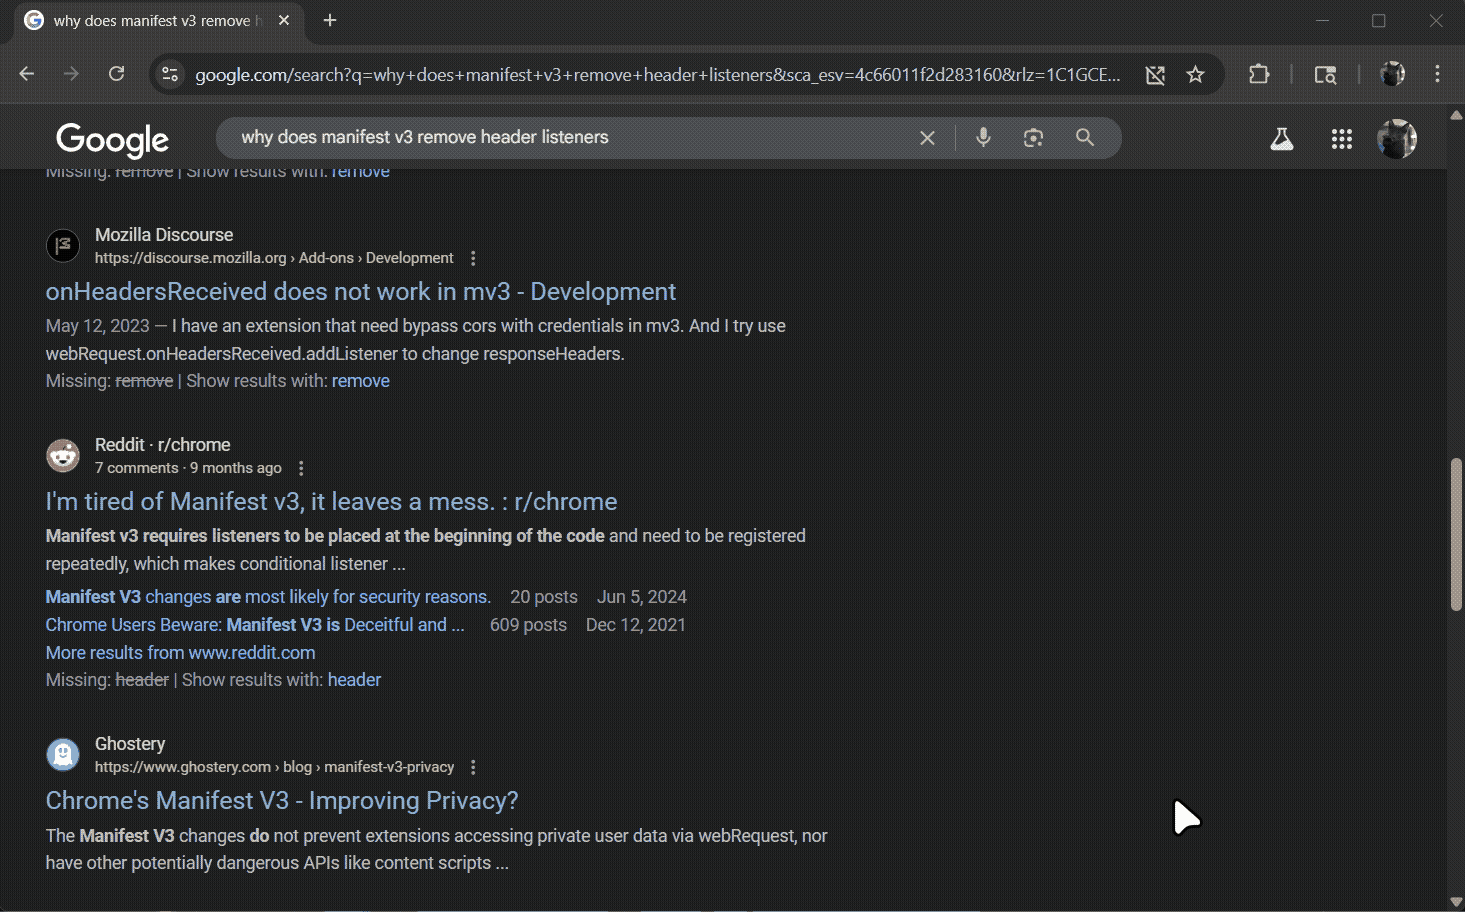 why does manifest v3 remove h
google.com/search?q=why+does+manifest+v3+remove+header+listeners&sca_esv=4c66011f2d283160&rlz=1C1GCE...
Google
why does manifest v3 remove header listeners
Missing: remove | Show results with: remove
Mozilla Discourse
https://discourse.mozilla.org › Add-ons › Development
onHeadersReceived does not work in mv3 - Development
May 12, 2023 — I have an extension that need bypass cors with credentials in mv3. And I try use
webRequest.onHeadersReceived.addListener to change responseHeaders.
Missing: remove | Show results with: remove
Reddit · r/chrome
7 comments · 9 months ago
I'm tired of Manifest v3, it leaves a mess. : r/chrome
Manifest v3 requires listeners to be placed at the beginning of the code and need to be registered
repeatedly, which makes conditional listener ...
Manifest V3 changes are most likely for security reasons. 20 posts Jun 5, 2024
Chrome Users Beware: Manifest V3 is Deceitful and ... 609 posts Dec 12, 2021
More results from www.reddit.com
Missing: header | Show results with: header
Ghostery
https://www.ghostery.com › blog › manifest-v3-privacy
Chrome's Manifest V3 - Improving Privacy?
The Manifest V3 changes do not prevent extensions accessing private user data via webRequest, nor
have other potentially dangerous APIs like content scripts ...